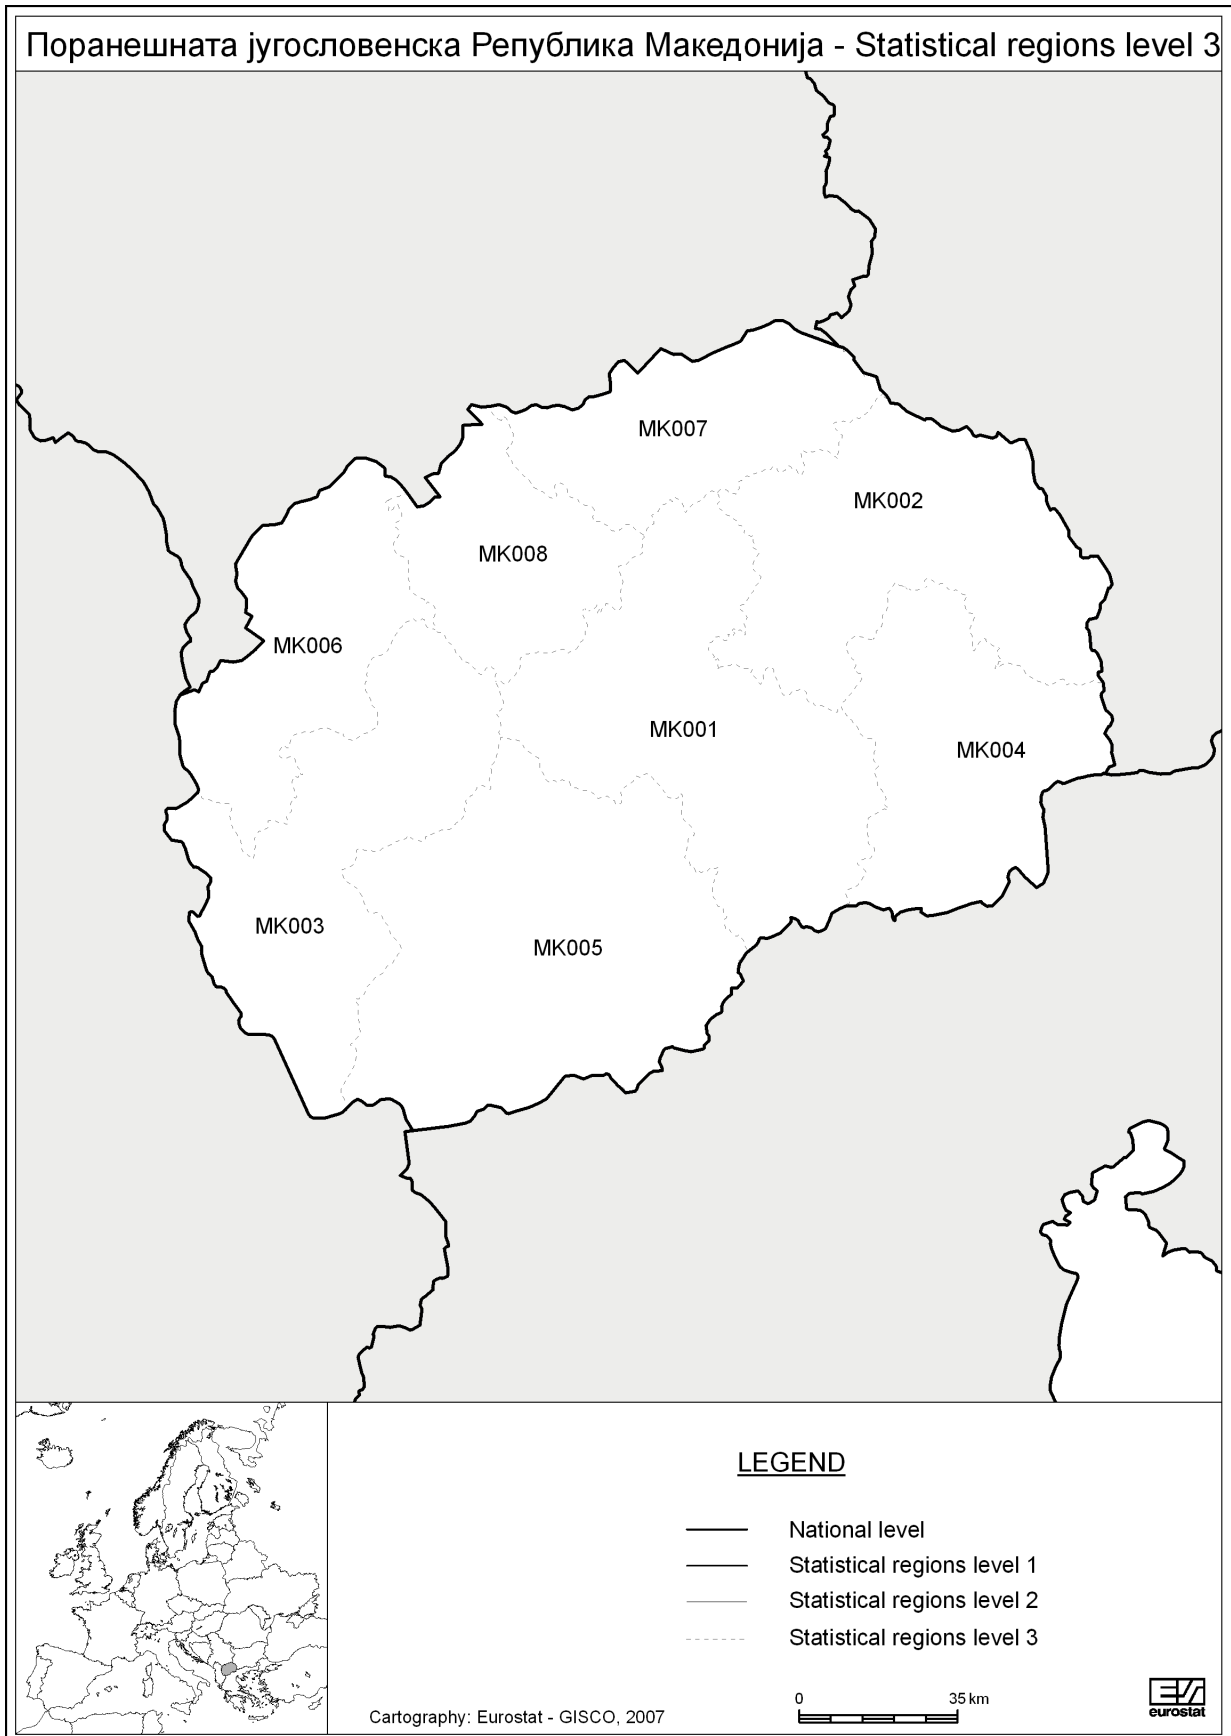 Поранешната југословенска Република Македонија - Statistical regions level 3
MK007
MK002
MK008
MK006
MK001
MK004
MK003
MK005
LEGEND
National level
Statistical regions level 1
Statistical regions level 2
Statistical regions level 3
0 35 km
Cartography: Eurostat - GISCO, 2007
eurostat